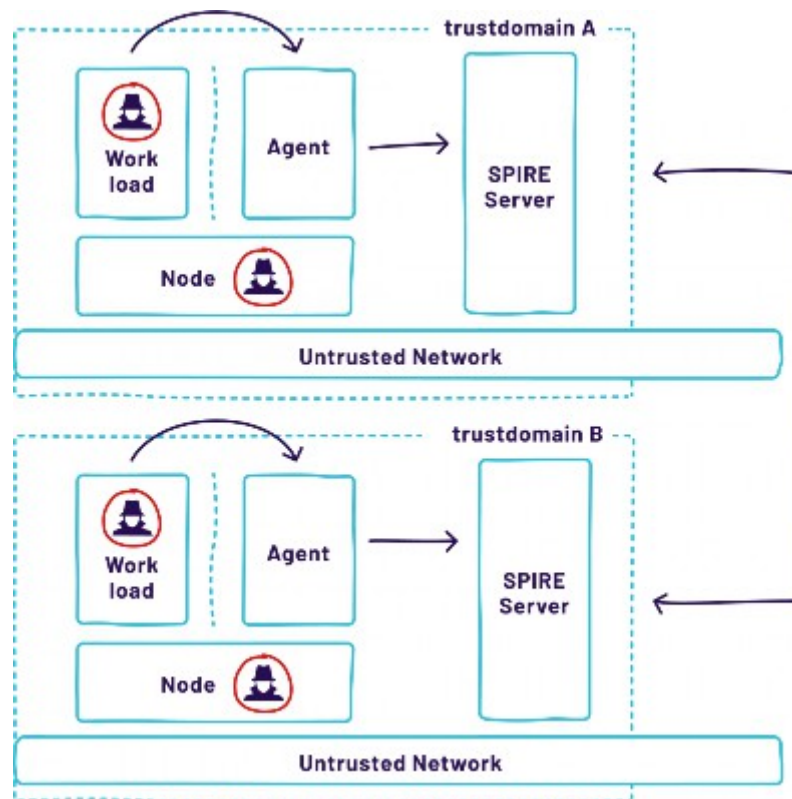 trustdomain A
Work
load
Agent
SPIRE
Server
Node
Untrusted Network
trustdomain B
Work
load
Agent
SPIRE
Server
Node
Untrusted Network